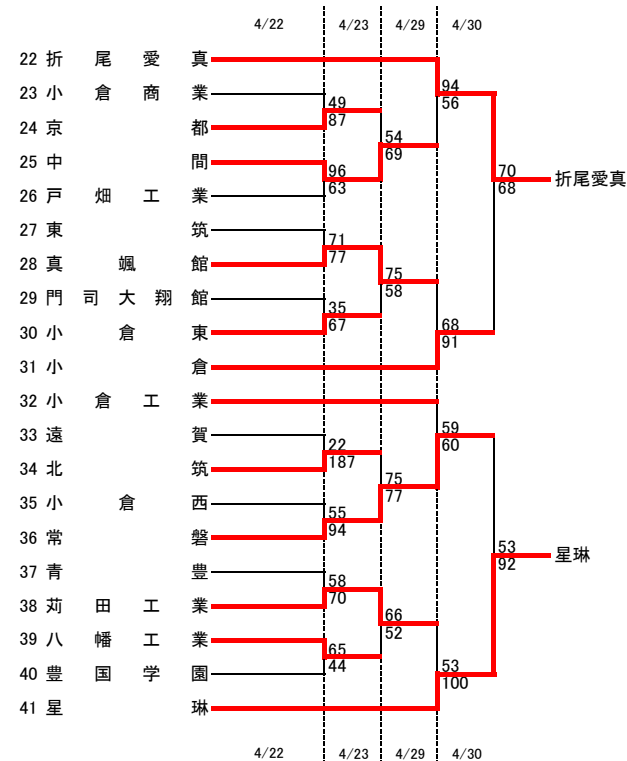 4/22 4/23 4/29 4/30
22 折尾愛真
94
56
23 小倉商業
49
87
24 京都
54
69
25 中間
96
63
70
68
折尾愛真
26 戸畑工業
27 東筑
71
77
28 真颯館
75
58
29 門司大翔館
35
67
30 小倉東
68
91
31 小倉
32 小倉工業
59
60
33 遠賀
22
187
34 北筑
75
77
35 小倉西
55
94
36 常磐
53
92
星琳
37 青豊
58
70
38 苅田工業
66
52
39 八幡工業
65
44
40 豊国学園
53
100
41 星琳
4/22 4/23 4/29 4/30